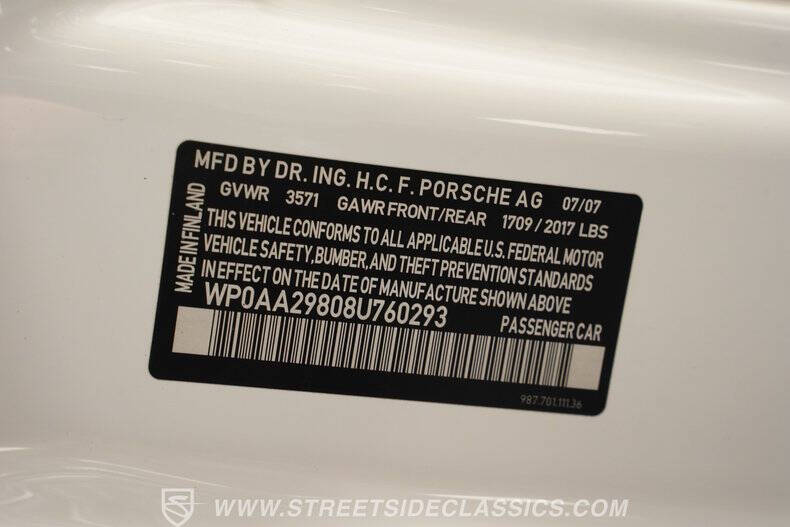 MFD BY DR. ING. H.C. F. PORSCHE AG 07/07
GVWR 3571 GAWR FRONT/REAR 1709 / 2017 LBS
THIS VEHICLE CONFORMS TO ALL APPLICABLE U.S. FEDERAL MOTOR
VEHICLE SAFETY, BUMPER, AND THEFT PREVENTION STANDARDS
IN EFFECT ON THE DATE OF MANUFACTURE SHOWN ABOVE
WP0AA29808U760293 PASSENGER CAR
MADE IN FINLAND
987.701.111.36
WWW.STREETSIDECLASSICS.COM